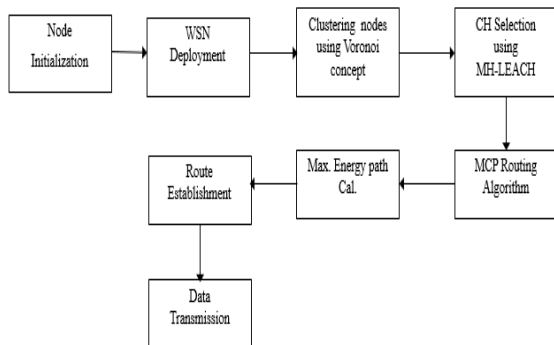 Node
Initialization
WSN
Deployment
Clustering nodes
using Voronoi
concept
CH Selection
using
MH-LEACH
MCP Routing
Algorithm
Max. Energy path
Cal.
Route
Establishment
Data
Transmission